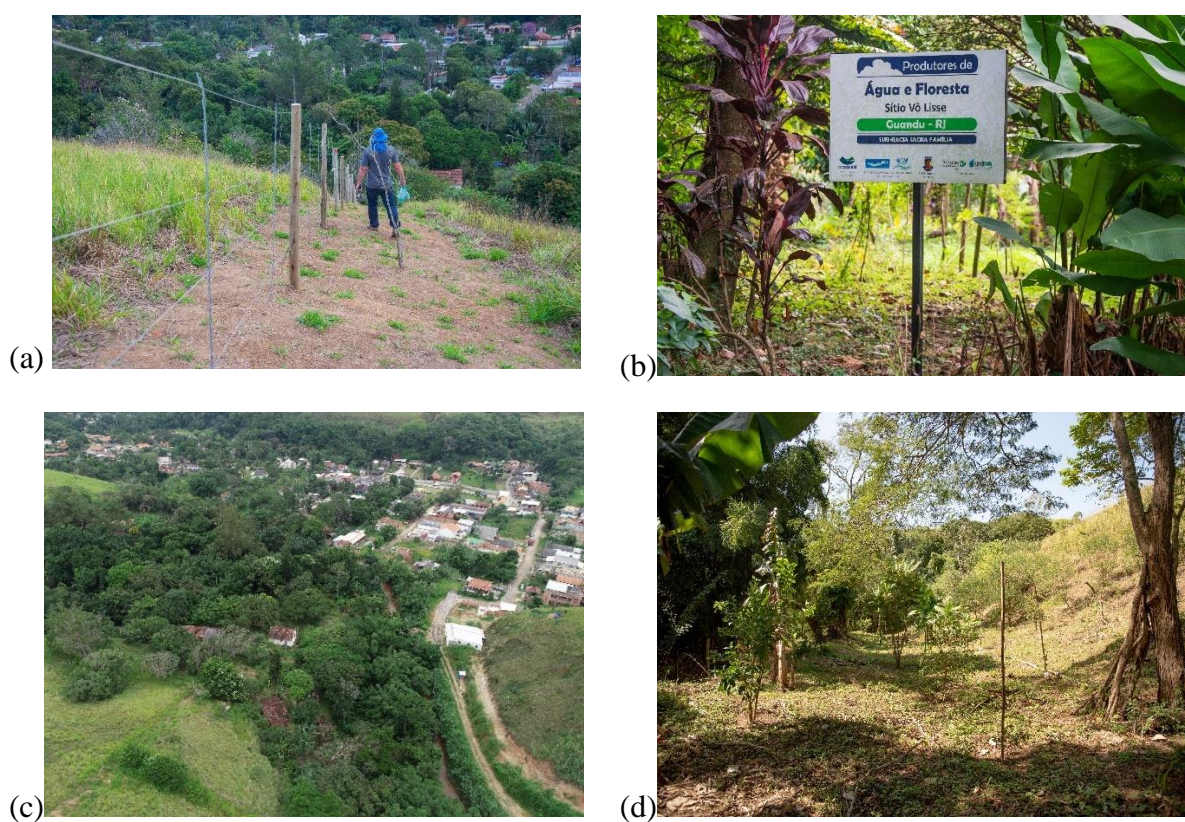 Produtores de
Água e Floresta
Sítio Vô Lisse
Guandu - RJ
SUB-BACIA SACRA FAMÍLIA
(a)
(b)
(c)
(d)